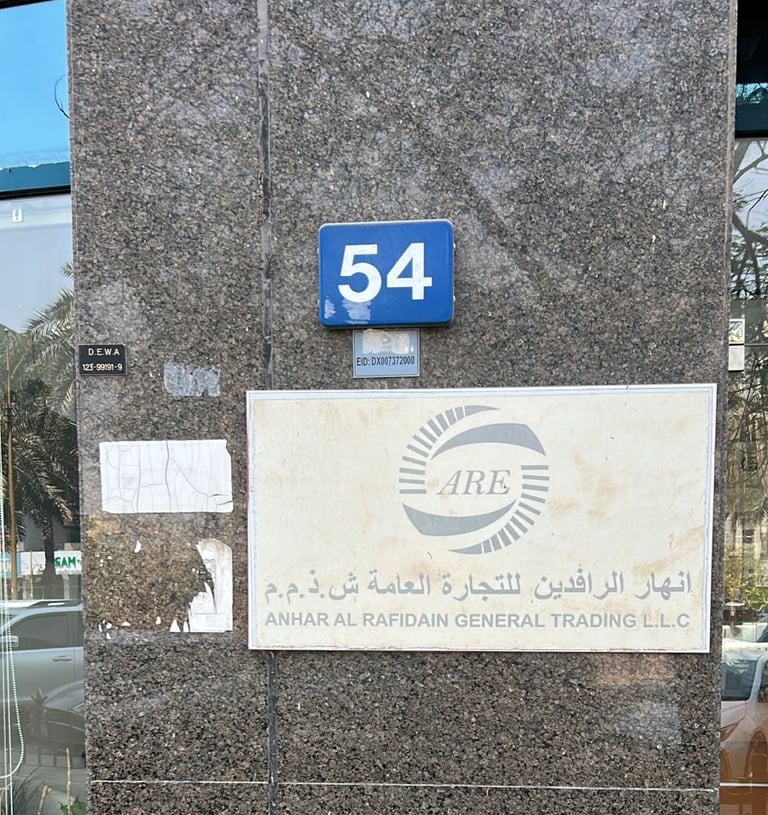 54
EID: DX007372000
D.E.W.A
123-99191-9
ARE
انهار الرافدين للتجارة العامة ش.ذ.م.م
ANHAR AL RAFIDAIN GENERAL TRADING L.L.C